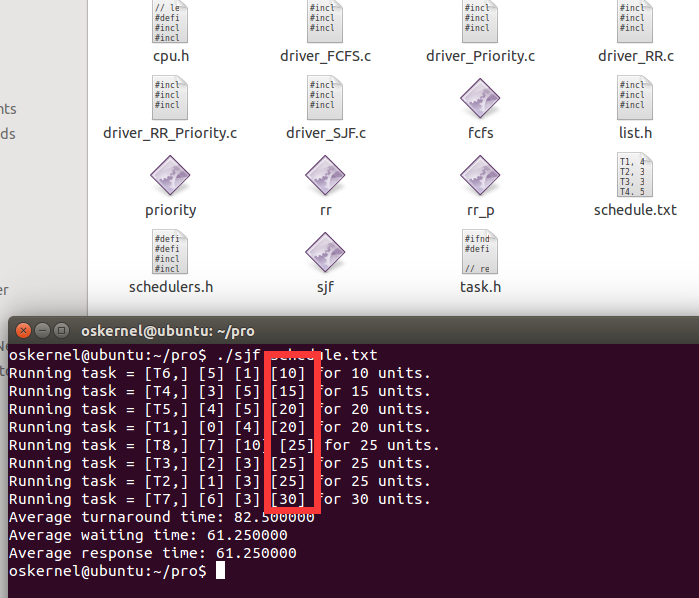 // le
#defi
#incl
#incl
#incl
#incl
#incl
#incl
#incl
#incl
#incl
#incl
#incl
cpu.h
driver_FCFS.c
driver_Priority.c
driver_RR.c
nts
ds
#incl
#incl
#incl
#incl
#incl
#incl
#incl
#incl
#incl
driver_RR_Priority.c
driver_SJF.c
fcfs
list.h
T1, 4
T2, 3
T3, 3
T4, 5
priority
rr
rr_p
schedule.txt
#defi
#defi
#incl
#incl
#ifnd
#defi
// re
er
schedulers.h
sjf
task.h
oskernel@ubuntu: ~/pro
oskernel@ubuntu:~/pro$ ./sjf schedule.txt
Running task = [T6,] [5] [1] [10] for 10 units.
Running task = [T4,] [3] [5] [15] for 15 units.
Running task = [T5,] [4] [5] [20] for 20 units.
Running task = [T1,] [0] [4] [20] for 20 units.
Running task = [T8,] [7] [10] [25] for 25 units.
Running task = [T3,] [2] [3] [25] for 25 units.
Running task = [T2,] [1] [3] [25] for 25 units.
Running task = [T7,] [6] [3] [30] for 30 units.
Average turnaround time: 82.500000
Average waiting time: 61.250000
Average response time: 61.250000
oskernel@ubuntu:~/pro$